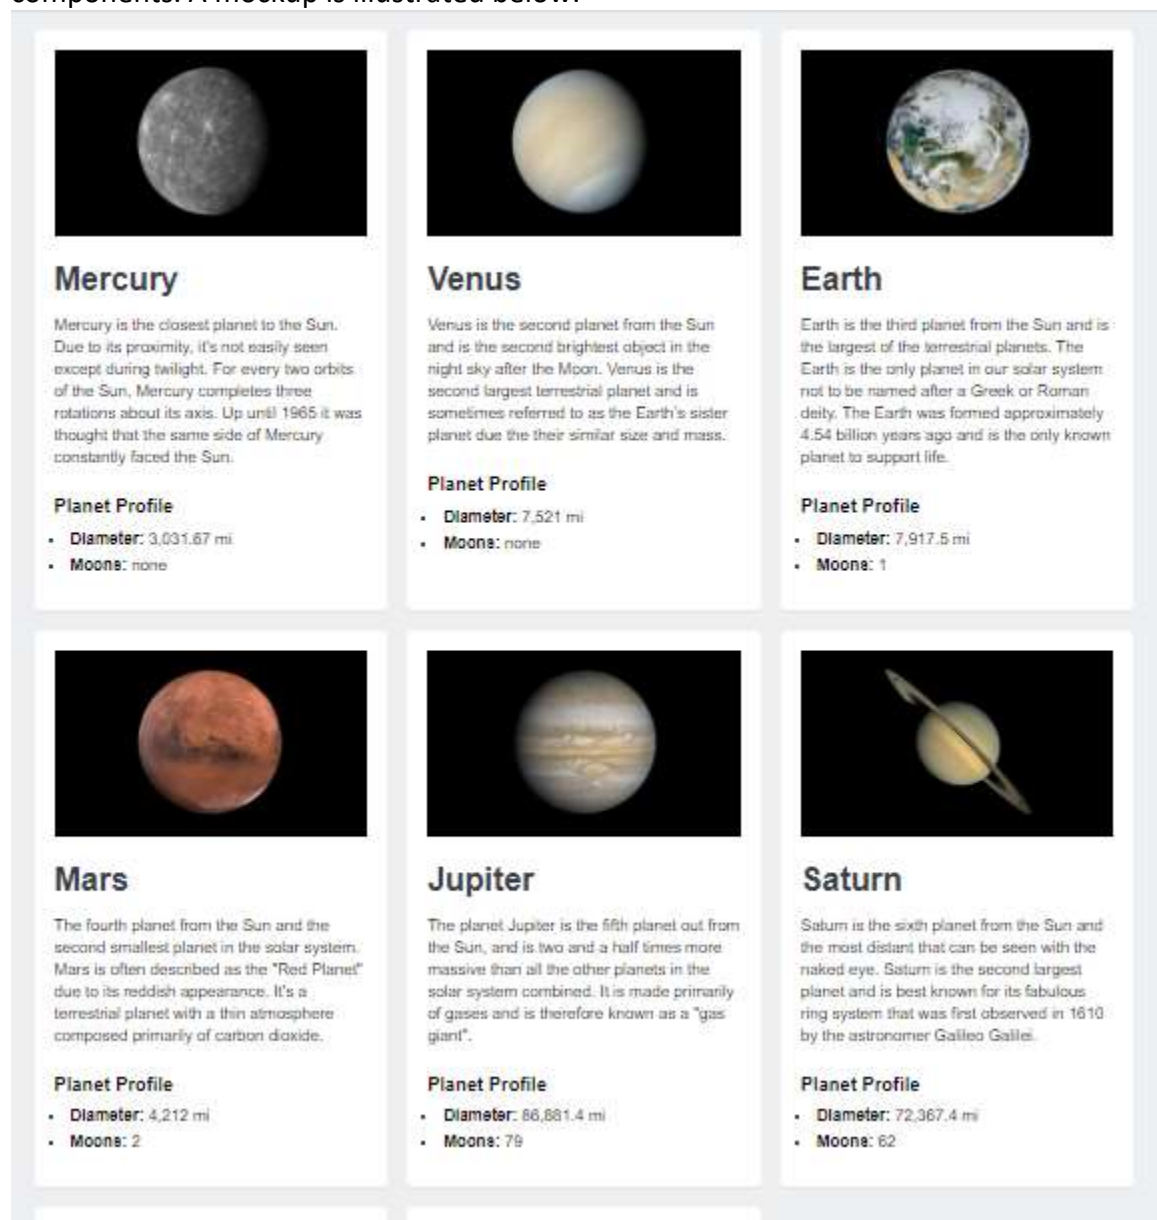 components. A mockup is illustrated below:
Mercury
Mercury is the closest planet to the Sun.
Due to its proximity, it's not easily seen
except during twilight. For every two orbits
of the Sun, Mercury completes three
rotations about its axis. Up until 1965 it was
thought that the same side of Mercury
constantly faced the Sun.
Planet Profile
• Diameter: 3,031.67 mi
• Moons: none
Venus
Venus is the second planet from the Sun
and is the second brightest object in the
night sky after the Moon. Venus is the
second largest terrestrial planet and is
sometimes referred to as the Earth's sister
planet due the their similar size and mass.
Planet Profile
• Diameter: 7,521 mi
• Moons: none
Earth
Earth is the third planet from the Sun and is
the largest of the terrestrial planets. The
Earth is the only planet in our solar system
not to be named after a Greek or Roman
deity. The Earth was formed approximately
4.54 billion years ago and is the only known
planet to support life.
Planet Profile
• Diameter: 7,917.5 mi
• Moons: 1
Mars
The fourth planet from the Sun and the
second smallest planet in the solar system.
Mars is often described as the "Red Planet"
due to its reddish appearance. It's a
terrestrial planet with a thin atmosphere
composed primarily of carbon dioxide.
Planet Profile
• Diameter: 4,212 mi
• Moons: 2
Jupiter
The planet Jupiter is the fifth planet out from
the Sun, and is two and a half times more
massive than all the other planets in the
solar system combined. It is made primarily
of gases and is therefore known as a "gas
giant".
Planet Profile
• Diameter: 86,881.4 mi
• Moons: 79
Saturn
Saturn is the sixth planet from the Sun and
the most distant that can be seen with the
naked eye. Saturn is the second largest
planet and is best known for its fabulous
ring system that was first observed in 1610
by the astronomer Galileo Galilei.
Planet Profile
• Diameter: 72,367.4 mi
• Moons: 62